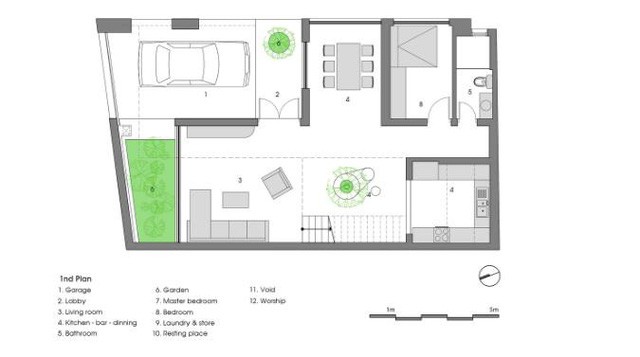 6
1
2
4
8
5
6
3
4
4
1nd Plan
1. Garage
2. Lobby
3. Living room
4. Kitchen - bar - dinning
5. Bathroom
6. Garden
7. Master bedroom
8. Bedroom
9. Laundry & store
10. Resting place
11. Void
12. Worship
1m
5m